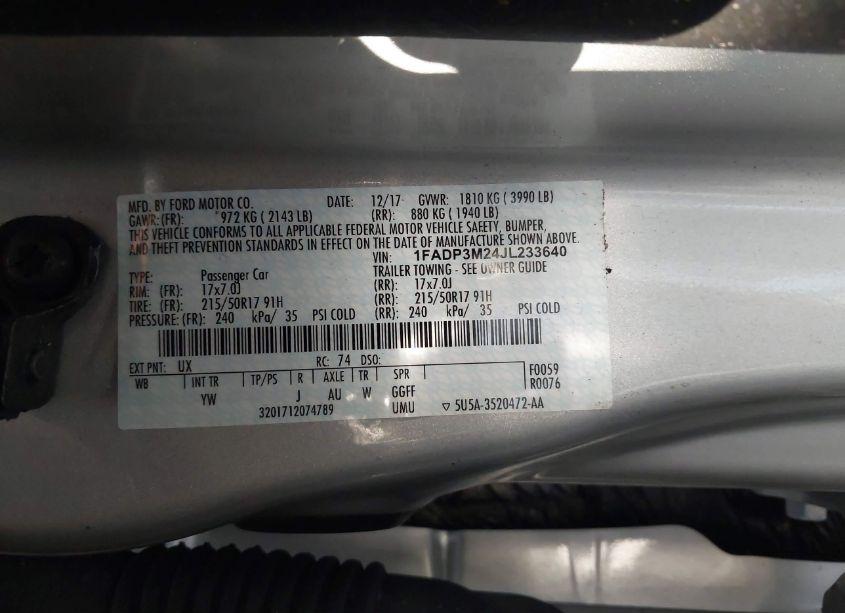 MFD. BY FORD MOTOR CO. DATE: 12/17 GVWR: 1810 KG ( 3990 LB)
GAWR: (FR): 972 KG ( 2143 LB) (RR): 880 KG ( 1940 LB)
THIS VEHICLE CONFORMS TO ALL APPLICABLE FEDERAL MOTOR VEHICLE SAFETY, BUMPER,
AND THEFT PREVENTION STANDARDS IN EFFECT ON THE DATE OF MANUFACTURE SHOWN ABOVE.
VIN: 1FADP3M24JL233640
TYPE: Passenger Car TRAILER TOWING - SEE OWNER GUIDE
RIM: (FR): 17x7.0J (RR): 17x7.0J
TIRE: (FR): 215/50R17 91H (RR): 215/50R17 91H
PRESSURE: (FR): 240 kPa/ 35 PSI COLD (RR): 240 kPa/ 35 PSI COLD
EXT PNT: UX RC: 74 DSO:
WB INT TR TP/PS R AXLE TR SPR F0059
YW J AU W GGFF R0076
3201712074789 UMU ▽ 5U5A-3520472-AA